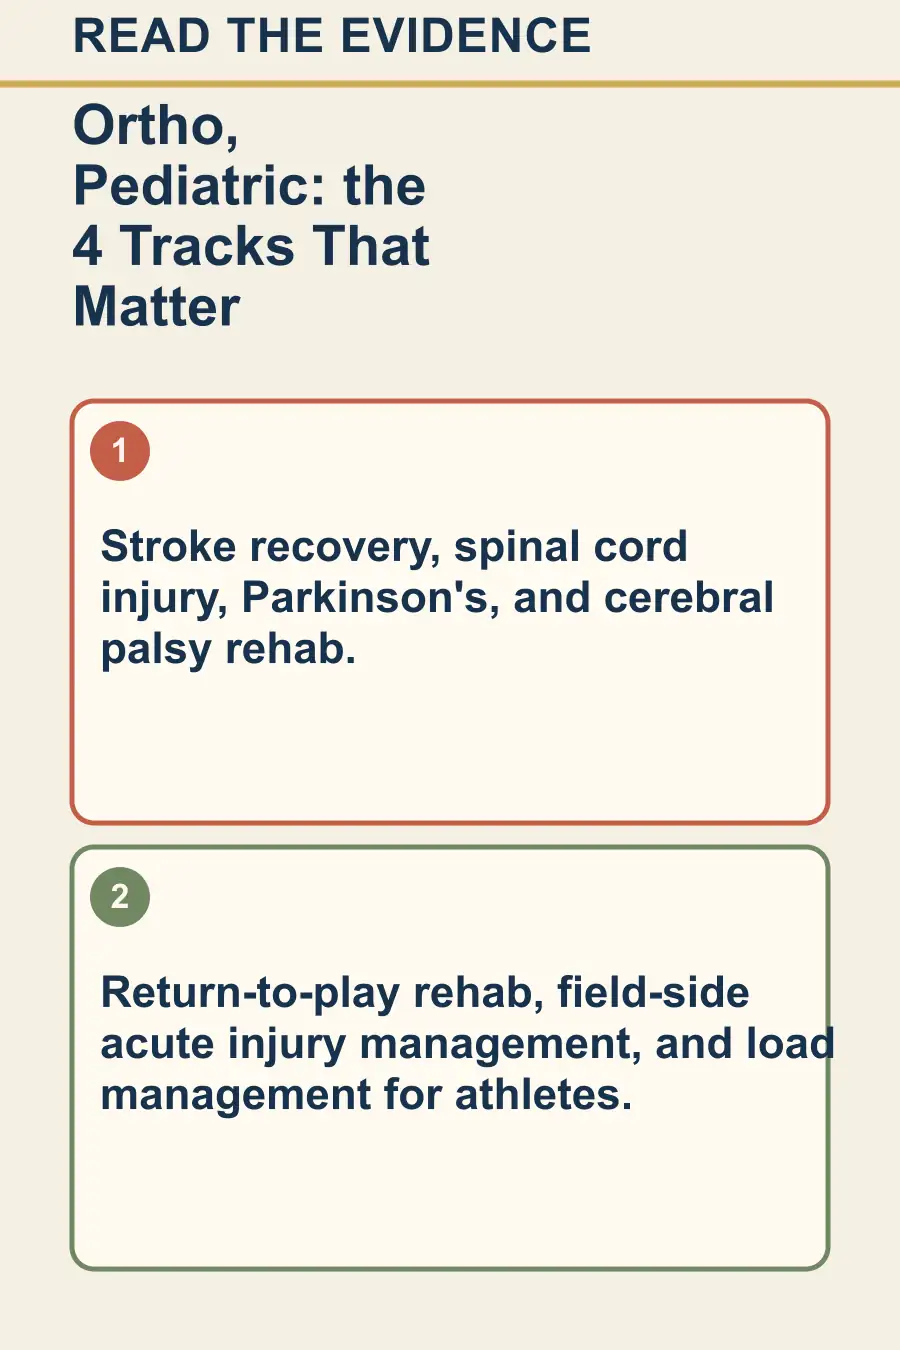 READ THE EVIDENCE
Ortho,
Pediatric: the
4 Tracks That
Matter
1
Stroke recovery, spinal cord
injury, Parkinson's, and cerebral
palsy rehab.
2
Return-to-play rehab, field-side
acute injury management, and load
management for athletes.